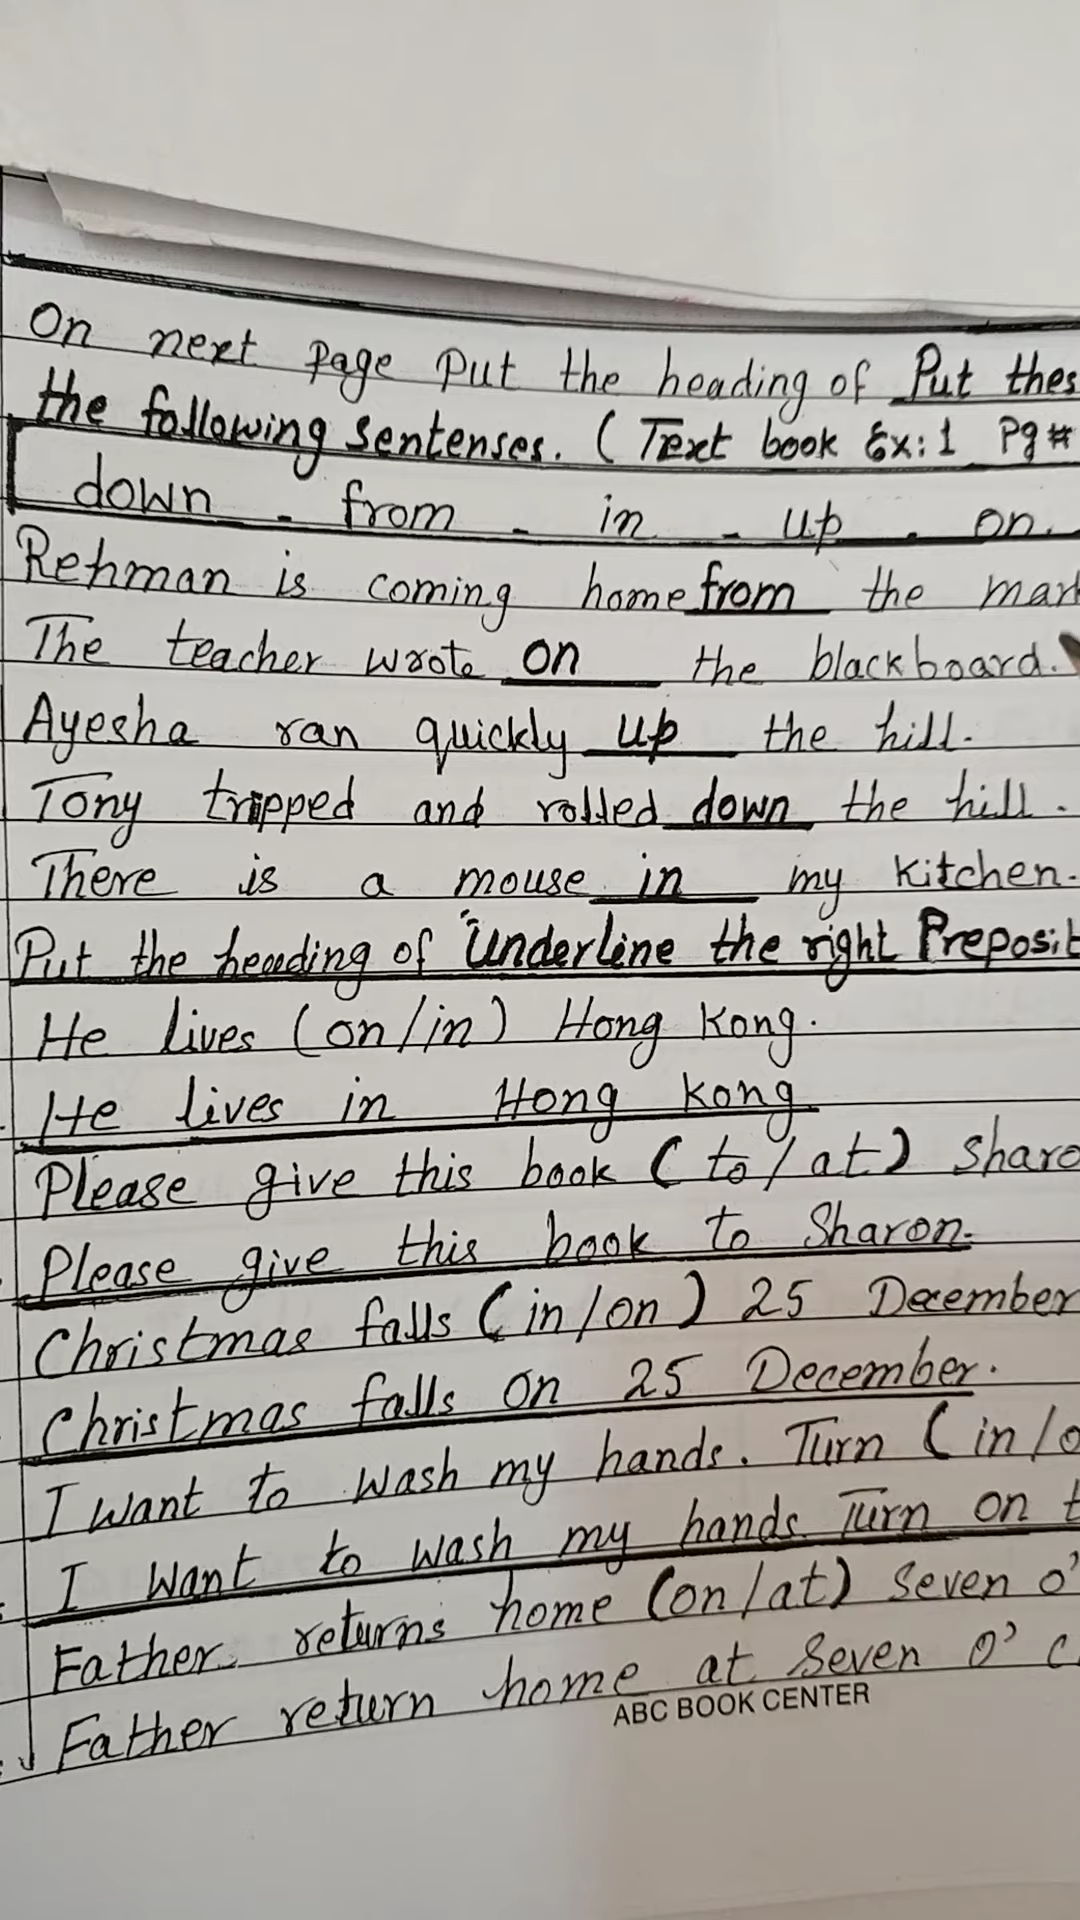 On next page Put the heading of Put
the following sentenses. (Text book Ex:1 Pg #
down - from - in - up - on.
Rehman is coming home from the
The teacher wrote on the blackboard.
Ayesha ran quickly up the hill.
Tony tripped and rolled down the hill.
There is a mouse in my kitchen.
Put the heading of "Underline the right
He lives (on/in) Hong Kong.
He lives in Hong Kong
Please give this book (to/at)
Please give this book to Sharon.
Christmas falls (in/on) 25 December
Christmas falls on 25 December.
I want to wash my hands. Turn (in/
I want to wash my hands. Turn on
Father returns home (on/at) seven
Father return home at seven
ABC BOOK CENTER